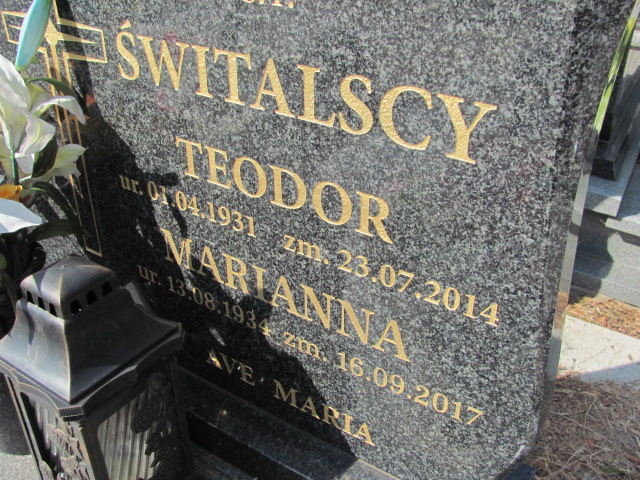 ŚWITALSCY
TEODOR
ur. 01.04.1931 zm. 23.07.2014
MARIANNA
ur. 13.08.1934 zm. 16.09.2017
AVE MARIA